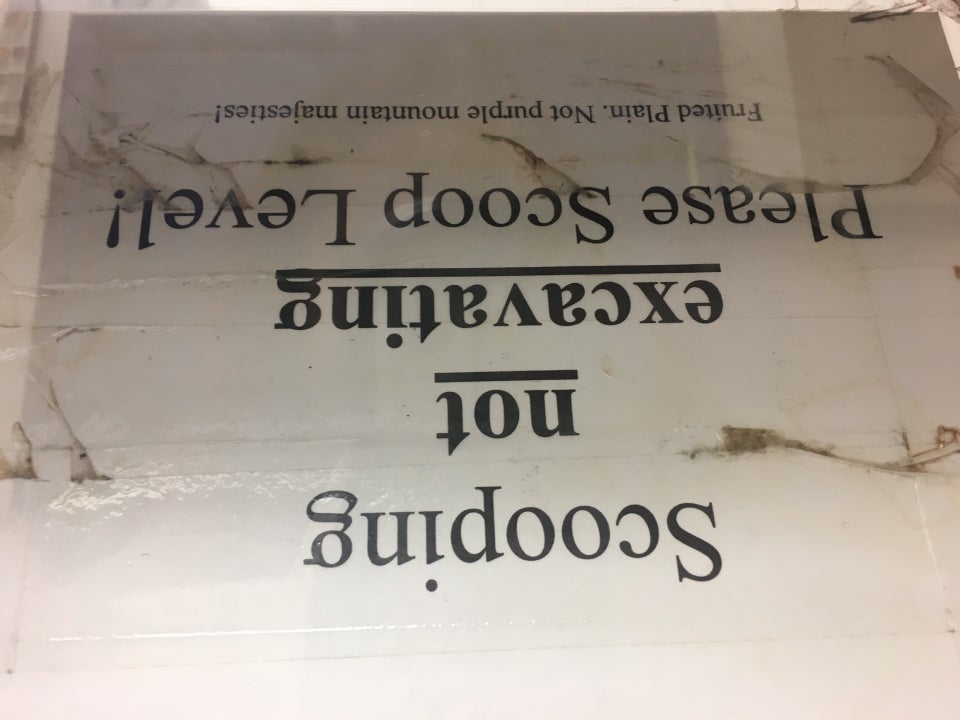 Scooping
not
excavating
Please Scoop Level!!
Fruited Plain. Not purple mountain majesties!